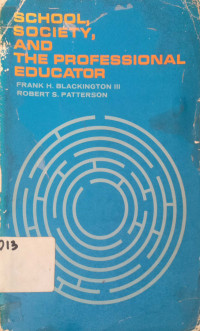 SCHOOL,
SOCIETY,
AND
THE PROFESSIONAL
EDUCATOR
FRANK H. BLACKINGTON III
ROBERT S. PATTERSON
013